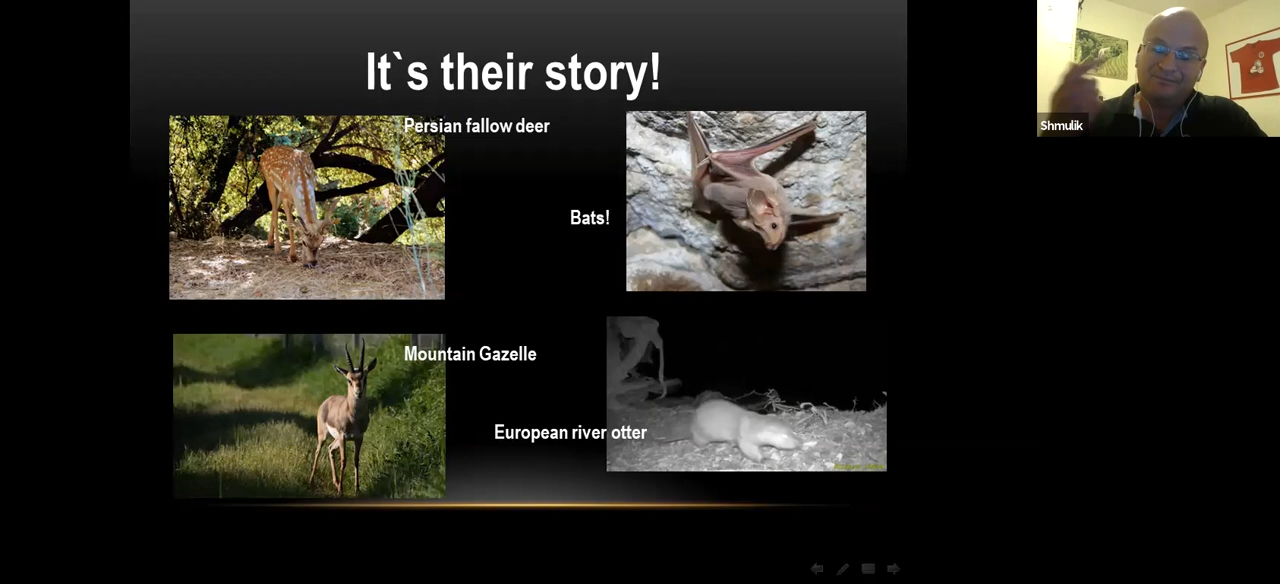 It`s their story!
Persian fallow deer
Shmulik
Bats!
Mountain Gazelle
European river otter